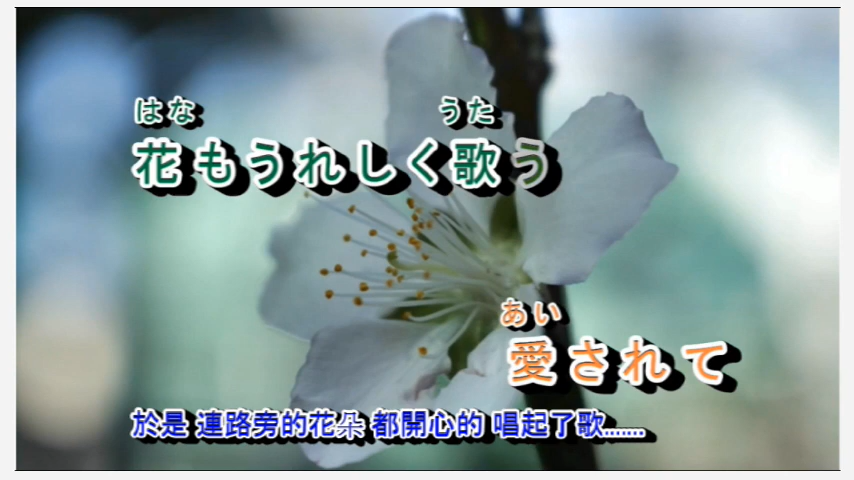 はな うた
花もうれしく歌う
あい
愛されて
於是 連路旁的花朵 都開心的 唱起了歌.......